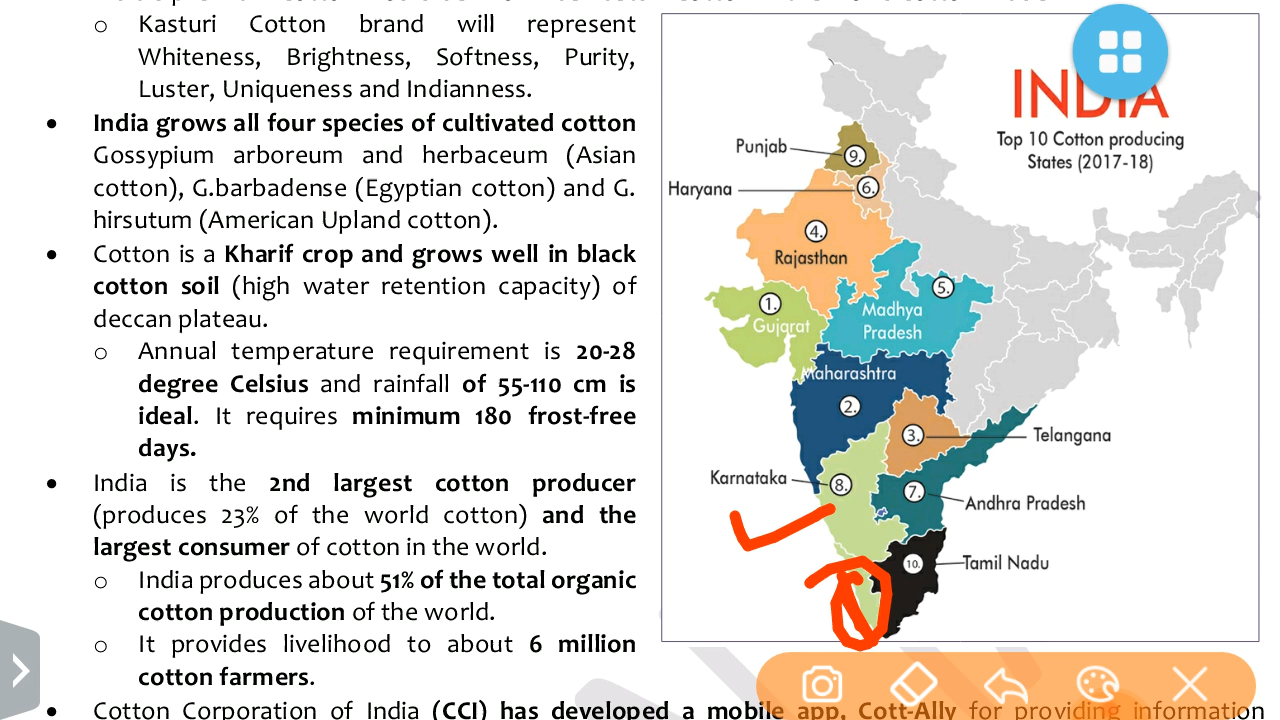 o Kasturi Cotton brand will represent
Whiteness, Brightness, Softness, Purity,
Luster, Uniqueness and Indianness.
• India grows all four species of cultivated cotton
Gossypium arboreum and herbaceum (Asian
cotton), G.barbadense (Egyptian cotton) and G.
hirsutum (American Upland cotton).
• Cotton is a Kharif crop and grows well in black
cotton soil (high water retention capacity) of
deccan plateau.
o Annual temperature requirement is 20-28
degree Celsius and rainfall of 55-110 cm is
ideal. It requires minimum 180 frost-free
days.
• India is the 2nd largest cotton producer
(produces 23% of the world cotton) and the
largest consumer of cotton in the world.
o India produces about 51% of the total organic
cotton production of the world.
o It provides livelihood to about 6 million
cotton farmers.
• Cotton Corporation of India (CCI) has developed a mobile app, Cott-Ally for providing information
INDIA
Top 10 Cotton producing
States (2017-18)
Punjab
9.
Haryana
6.
4.
Rajasthan
5.
1.
Gujarat
Madhya
Pradesh
Maharashtra
2.
3.
Telangana
Karnataka
8.
7.
Andhra Pradesh
10.
Tamil Nadu